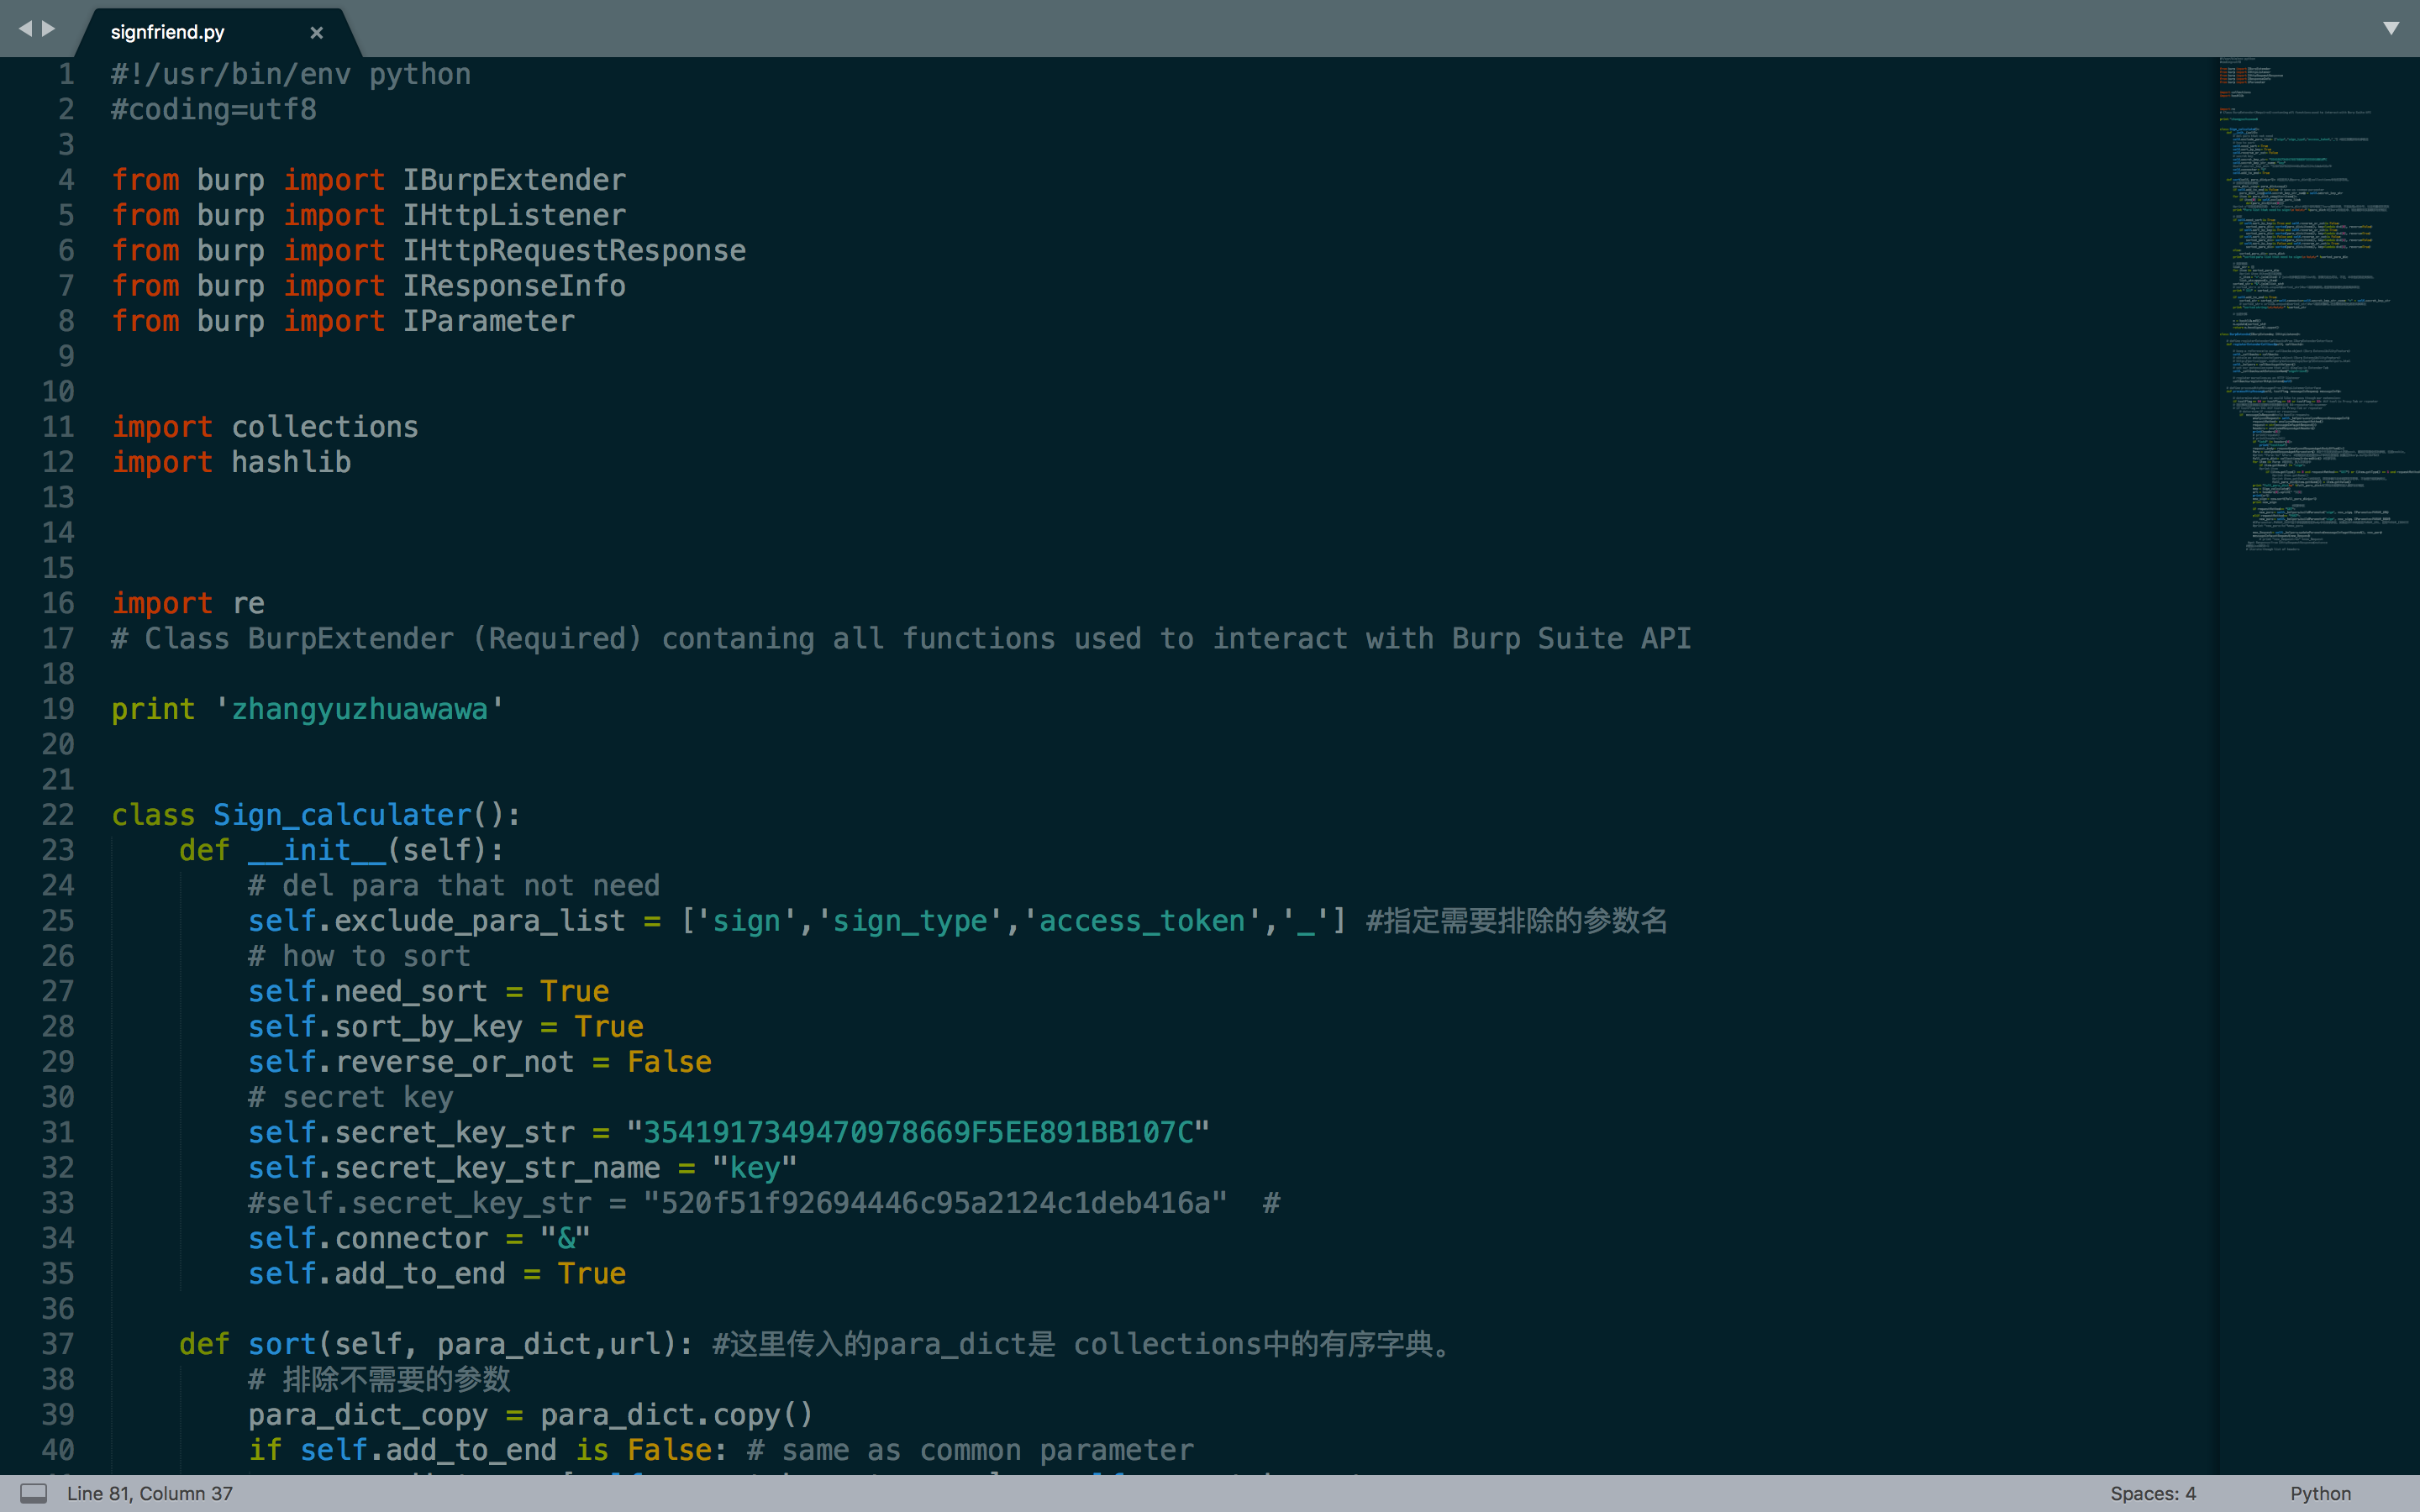 signfriend.py ×
1 #!/usr/bin/env python
2 #coding=utf8
3
4 from burp import IBurpExtender
5 from burp import IHttpListener
6 from burp import IHttpRequestResponse
7 from burp import IResponseInfo
8 from burp import IParameter
9
10
11 import collections
12 import hashlib
13
14
15
16 import re
17 # Class BurpExtender (Required) contaning all functions used to interact with Burp Suite API
18
19 print 'zhangyuzhuawawa'
20
21
22 class Sign_calculater():
23     def __init__(self):
24         # del para that not need
25         self.exclude_para_list = ['sign','sign_type','access_token','_'] #指定需要排除的参数名
26         # how to sort
27         self.need_sort = True
28         self.sort_by_key = True
29         self.reverse_or_not = False
30         # secret key
31         self.secret_key_str = "3541917349470978669F5EE891BB107C"
32         self.secret_key_str_name = "key"
33         #self.secret_key_str = "520f51f92694446c95a2124c1deb416a"  #
34         self.connector = "&"
35         self.add_to_end = True
36
37     def sort(self, para_dict,url): #这里传入的para_dict是 collections中的有序字典。
38         # 排除不需要的参数
39         para_dict_copy = para_dict.copy()
40         if self.add_to_end is False: # same as common parameter
Line 81, Column 37 Spaces: 4 Python